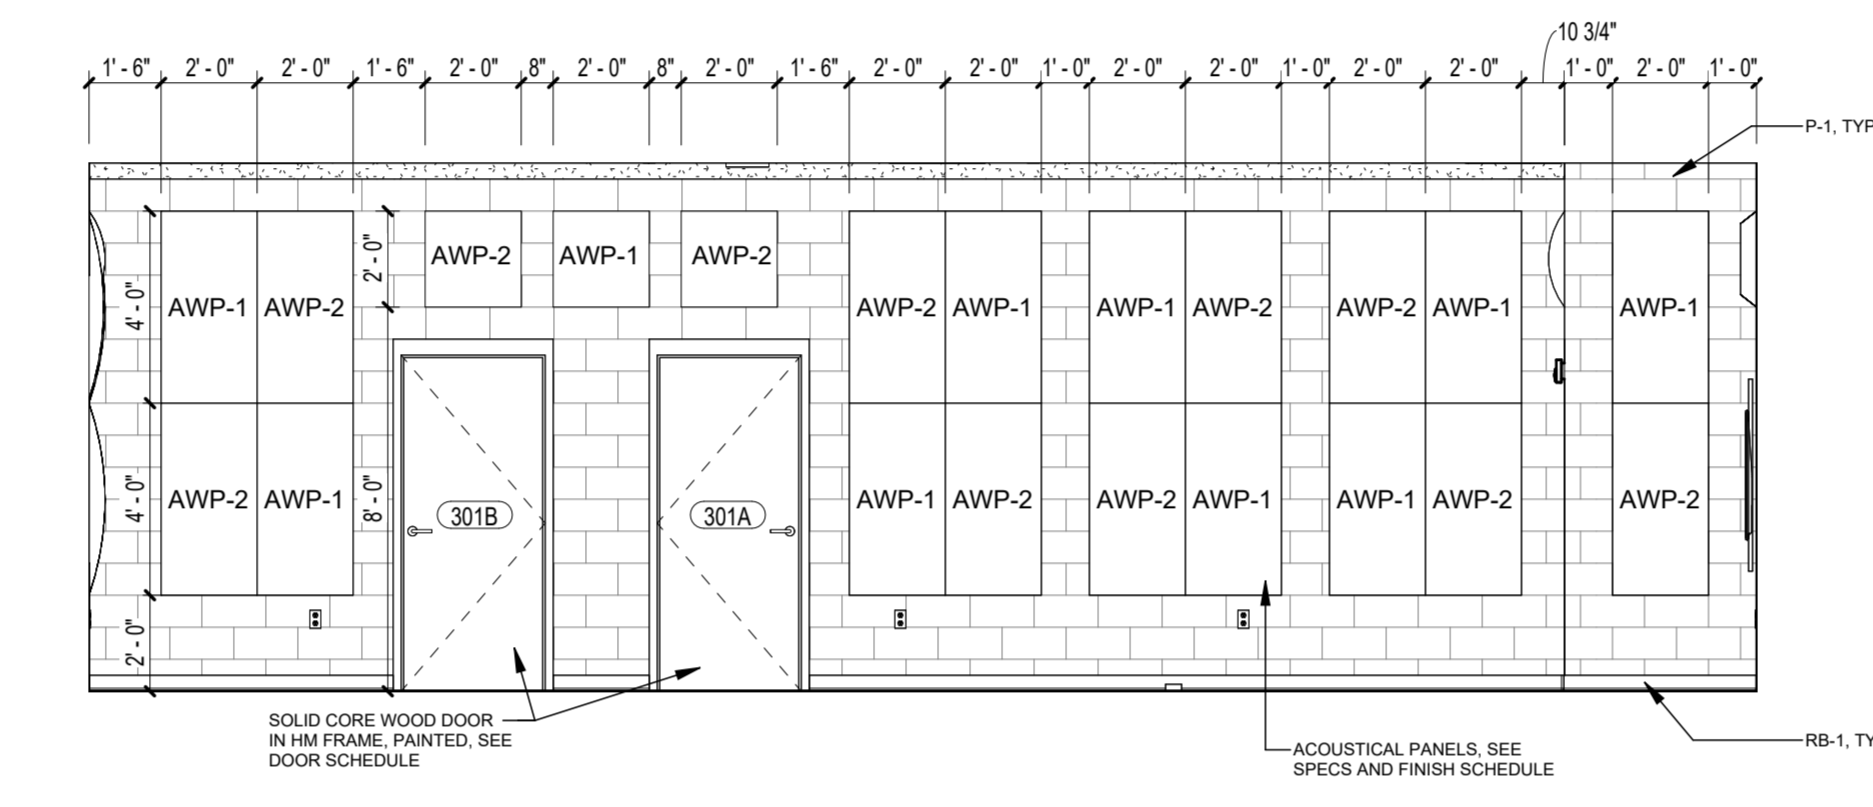 10 3/4"
1' - 6" 2' - 0" 2' - 0" 1' - 6" 2' - 0" 8" 2' - 0" 8" 2' - 0" 1' - 6" 2' - 0" 2' - 0" 1' - 0" 2' - 0" 2' - 0" 1' - 0" 2' - 0" 2' - 0" 1' - 0" 2' - 0" 1' - 0"
P-1, TYP
2' - 0"
AWP-2 AWP-1 AWP-2
4' - 0"
AWP-1 AWP-2 AWP-2 AWP-1 AWP-1 AWP-2 AWP-2 AWP-1 AWP-1
4' - 0"
AWP-2 AWP-1 AWP-1 AWP-2 AWP-2 AWP-1 AWP-1 AWP-2 AWP-2
8' - 0"
301B 301A
2' - 0"
SOLID CORE WOOD DOOR
IN HM FRAME, PAINTED, SEE
DOOR SCHEDULE
ACOUSTICAL PANELS, SEE
SPECS AND FINISH SCHEDULE
RB-1, TY